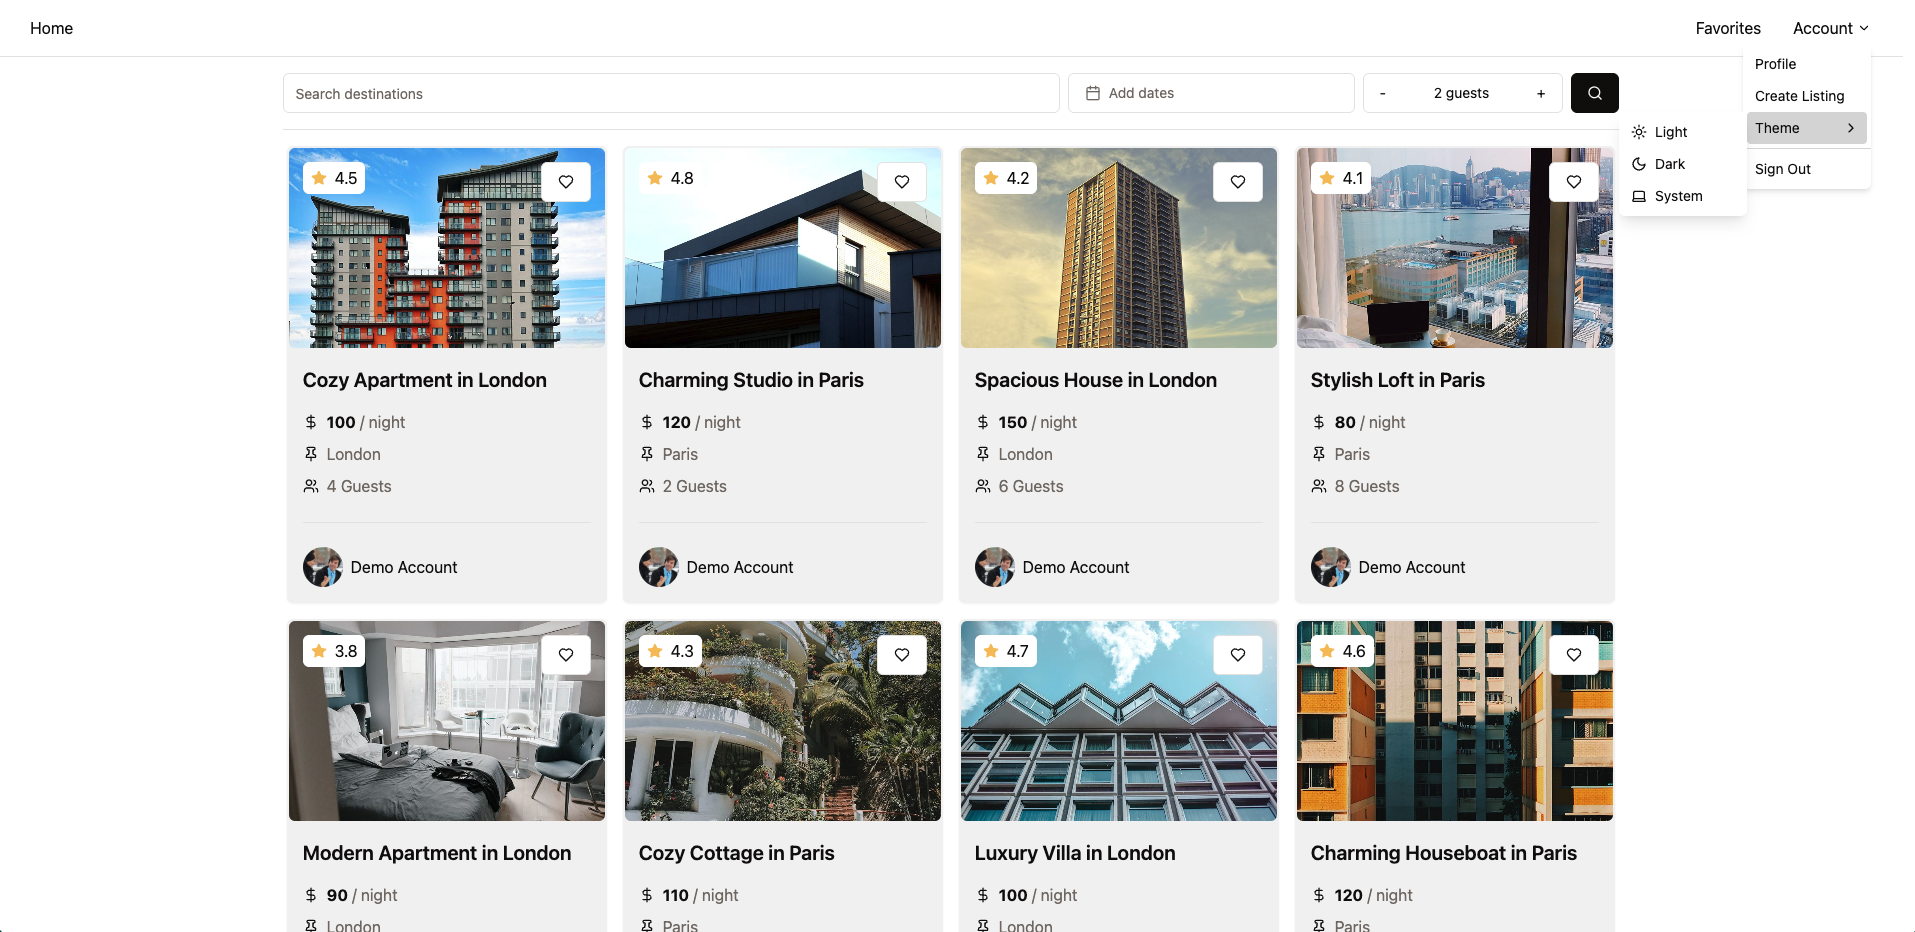 Home
Favorites
Account
Profile
Create Listing
Theme
Sign Out
Light
Dark
System
Search destinations
Add dates
- 2 guests +
4.5
Cozy Apartment in London
100 / night
London
4 Guests
Demo Account
4.8
Charming Studio in Paris
120 / night
Paris
2 Guests
Demo Account
4.2
Spacious House in London
150 / night
London
6 Guests
Demo Account
4.1
Stylish Loft in Paris
80 / night
Paris
8 Guests
Demo Account
3.8
Modern Apartment in London
90 / night
London
4.3
Cozy Cottage in Paris
110 / night
Paris
4.7
Luxury Villa in London
100 / night
London
4.6
Charming Houseboat in Paris
120 / night
Paris